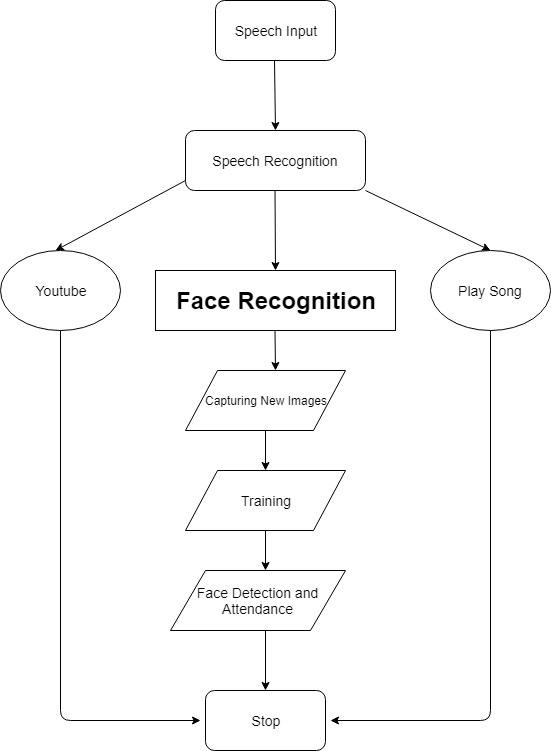 Speech Input
Speech Recognition
Youtube
Face Recognition
Play Song
Capturing New Images
Training
Face Detection and
Attendance
Stop